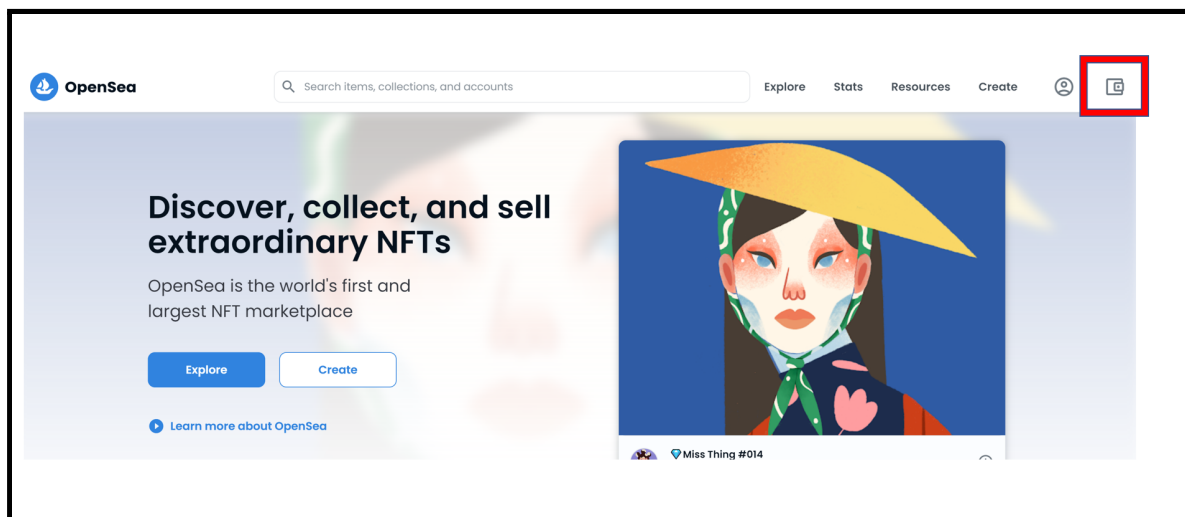 OpenSea
Search items, collections, and accounts
Explore
Stats
Resources
Create
Discover, collect, and sell
extraordinary NFTs
OpenSea is the world's first and
largest NFT marketplace
Explore
Create
Learn more about OpenSea
Miss Thing #014